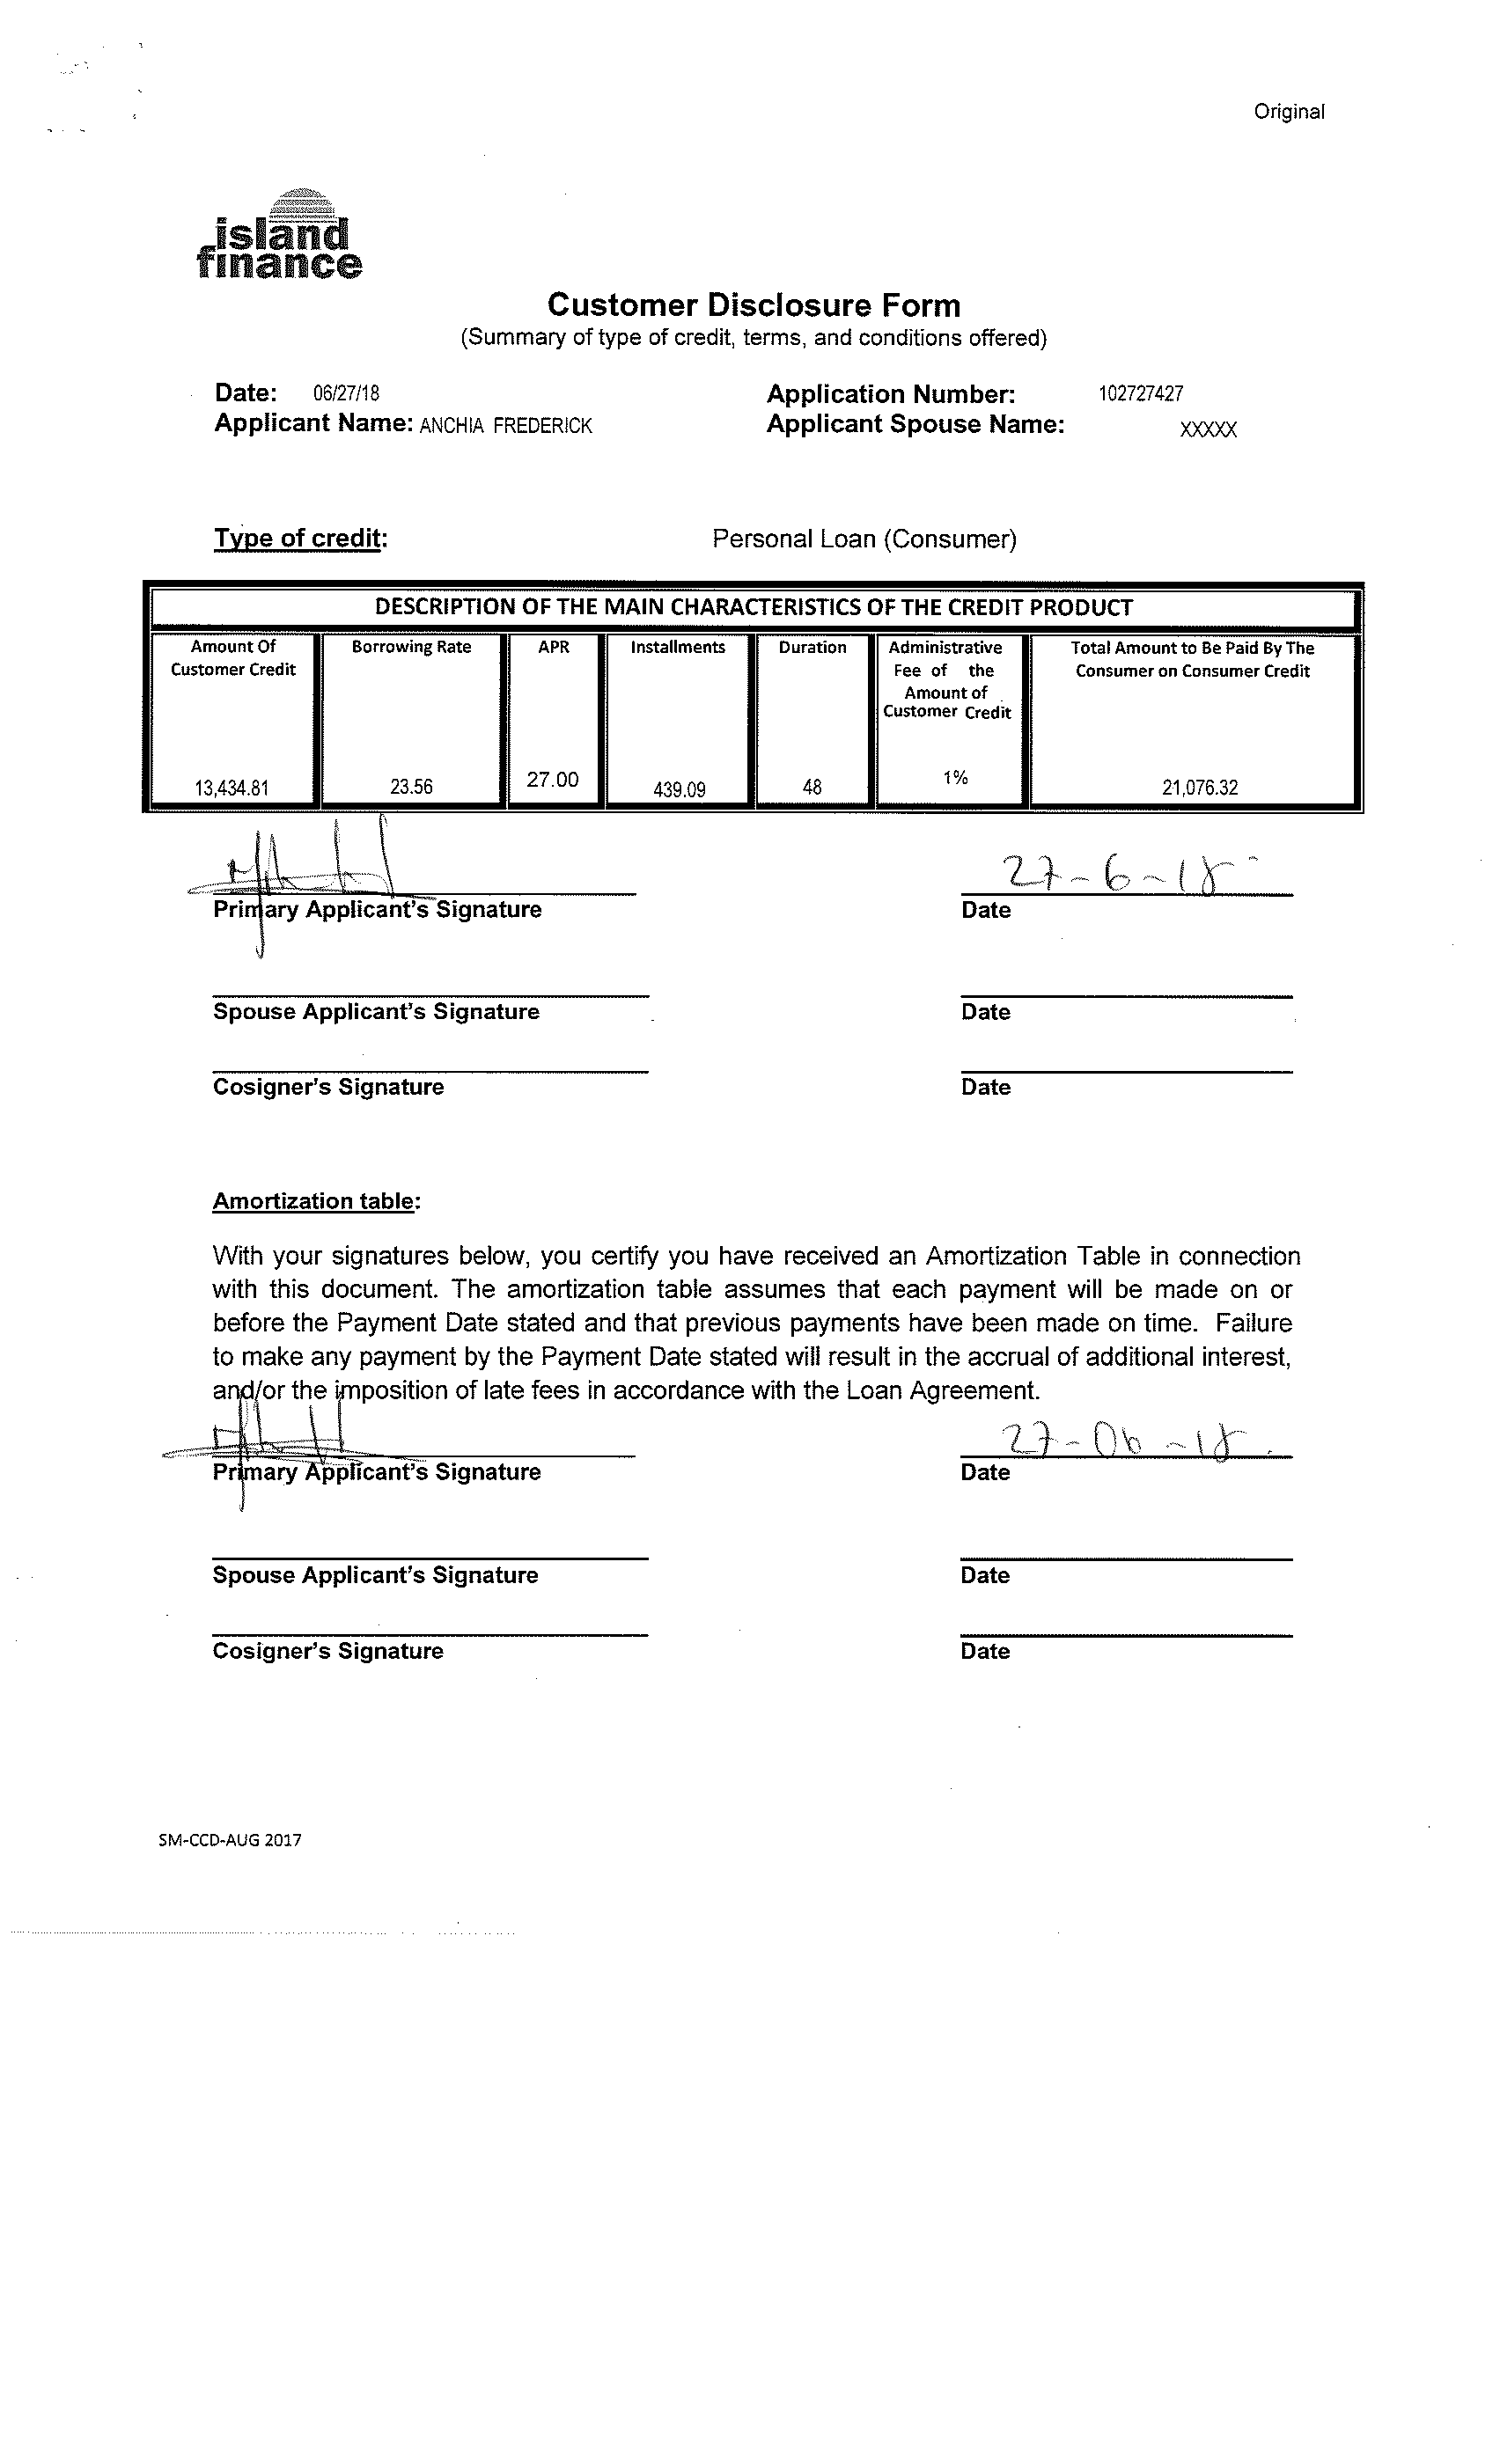 Original
island
finance
Customer Disclosure Form
(Summary of type of credit, terms, and conditions offered)
Date: 06/27/18 Application Number: 102727427
Applicant Name: ANCHIA FREDERICK Applicant Spouse Name: XXXXX
Type of credit: Personal Loan (Consumer)
DESCRIPTION OF THE MAIN CHARACTERISTICS OF THE CREDIT PRODUCT
Amount Of Borrowing Rate APR Installments Duration Administrative Total Amount to Be Paid By The
Customer Credit Fee of the Consumer on Consumer Credit
Amount of
Customer Credit
13,434.81 23.56 27.00 439.09 48 1% 21,076.32
27-6-18
Primary Applicant's Signature Date
Spouse Applicant's Signature Date
Cosigner's Signature Date
Amortization table:
With your signatures below, you certify you have received an Amortization Table in connection
with this document. The amortization table assumes that each payment will be made on or
before the Payment Date stated and that previous payments have been made on time. Failure
to make any payment by the Payment Date stated will result in the accrual of additional interest,
and/or the imposition of late fees in accordance with the Loan Agreement.
27-06-18
Primary Applicant's Signature Date
Spouse Applicant's Signature Date
Cosigner's Signature Date
SM-CCD-AUG 2017